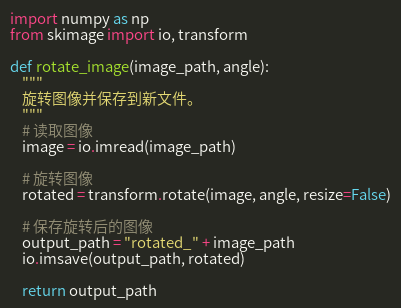 import numpy as np
from skimage import io, transform

def rotate_image(image_path, angle):
    """
    旋转图像并保存到新文件。
    """
    # 读取图像
    image = io.imread(image_path)

    # 旋转图像
    rotated = transform.rotate(image, angle, resize=False)

    # 保存旋转后的图像
    output_path = "rotated_" + image_path
    io.imsave(output_path, rotated)

    return output_path